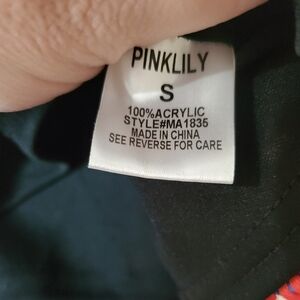 PINKLILY
S
100%ACRYLIC
STYLE#MA1835
MADE IN CHINA
SEE REVERSE FOR CARE